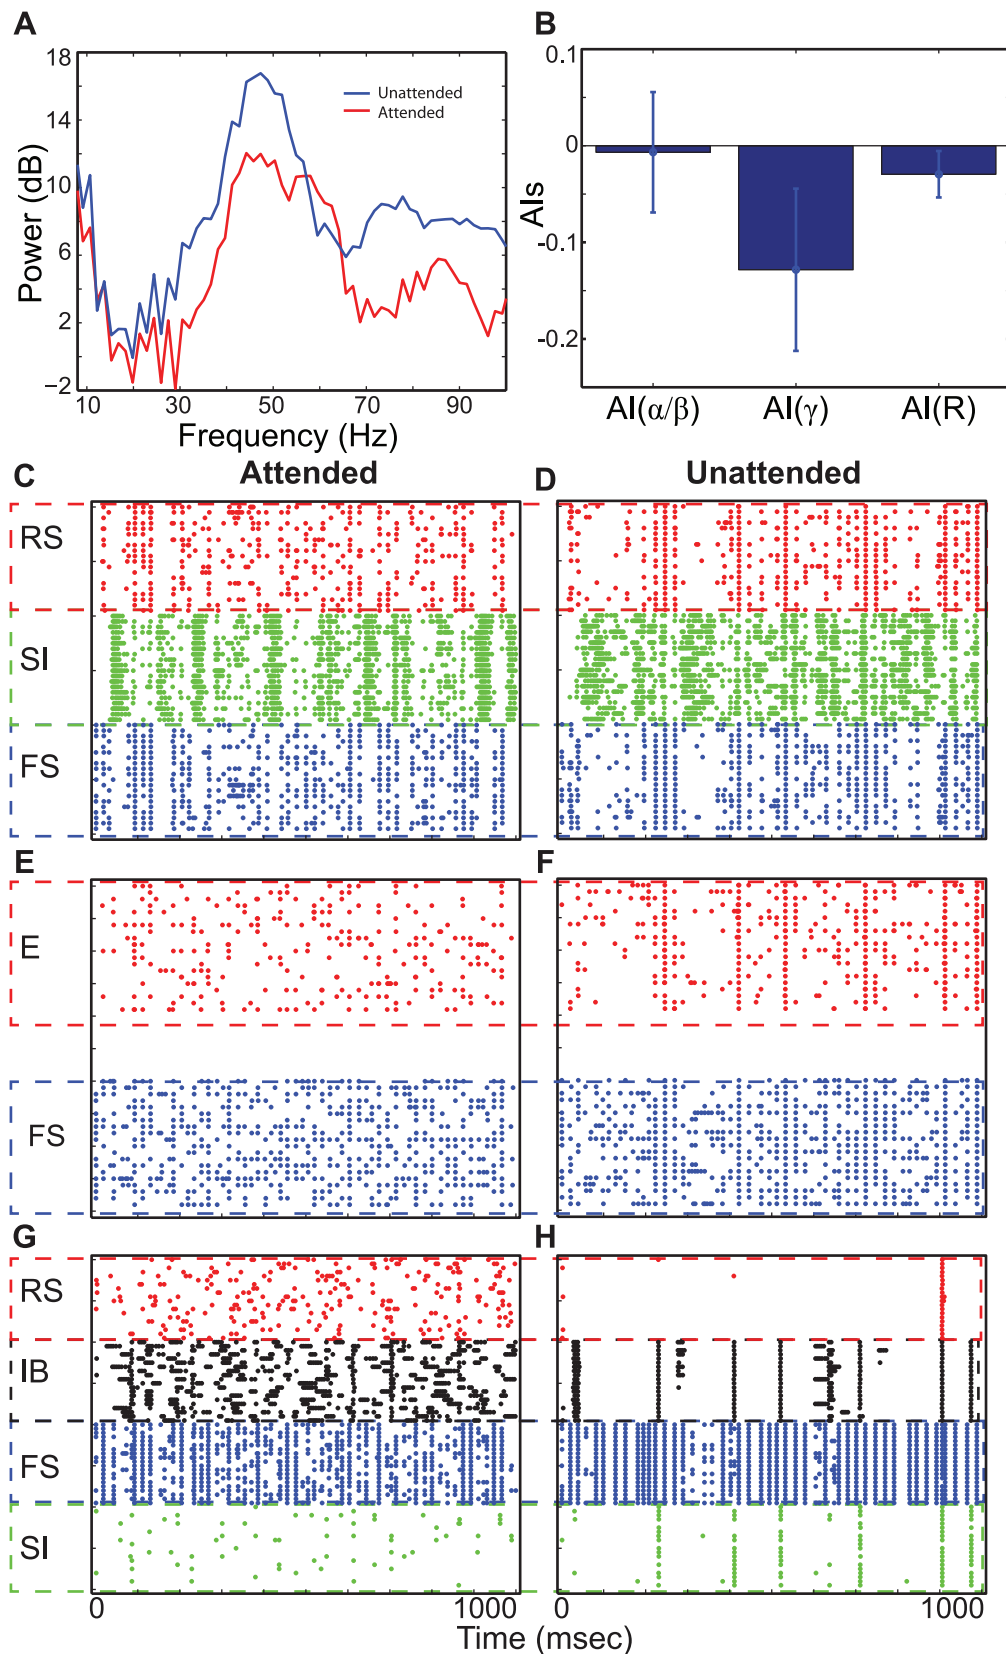 A
18
14
10
6
2
−2
Power (dB)
10
30
50
70
90
Frequency (Hz)
Unattended
Attended
B
0.1
0
-0.1
-0.2
AIs
AI(α/β)
AI(γ)
AI(R)
C
Attended
D
Unattended
RS
SI
FS
E
F
E
FS
G
H
RS
IB
FS
SI
0
1000
0
1000
Time (msec)